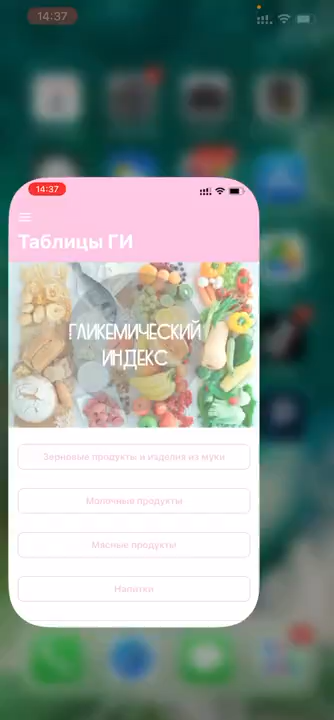 14:37
14:37
Таблицы ГИ
ГЛИКЕМИЧЕСКИЙ
ИНДЕКС
Зерновые продукты и изделия из муки
Молочные продукты
Мясные продукты
Напитки